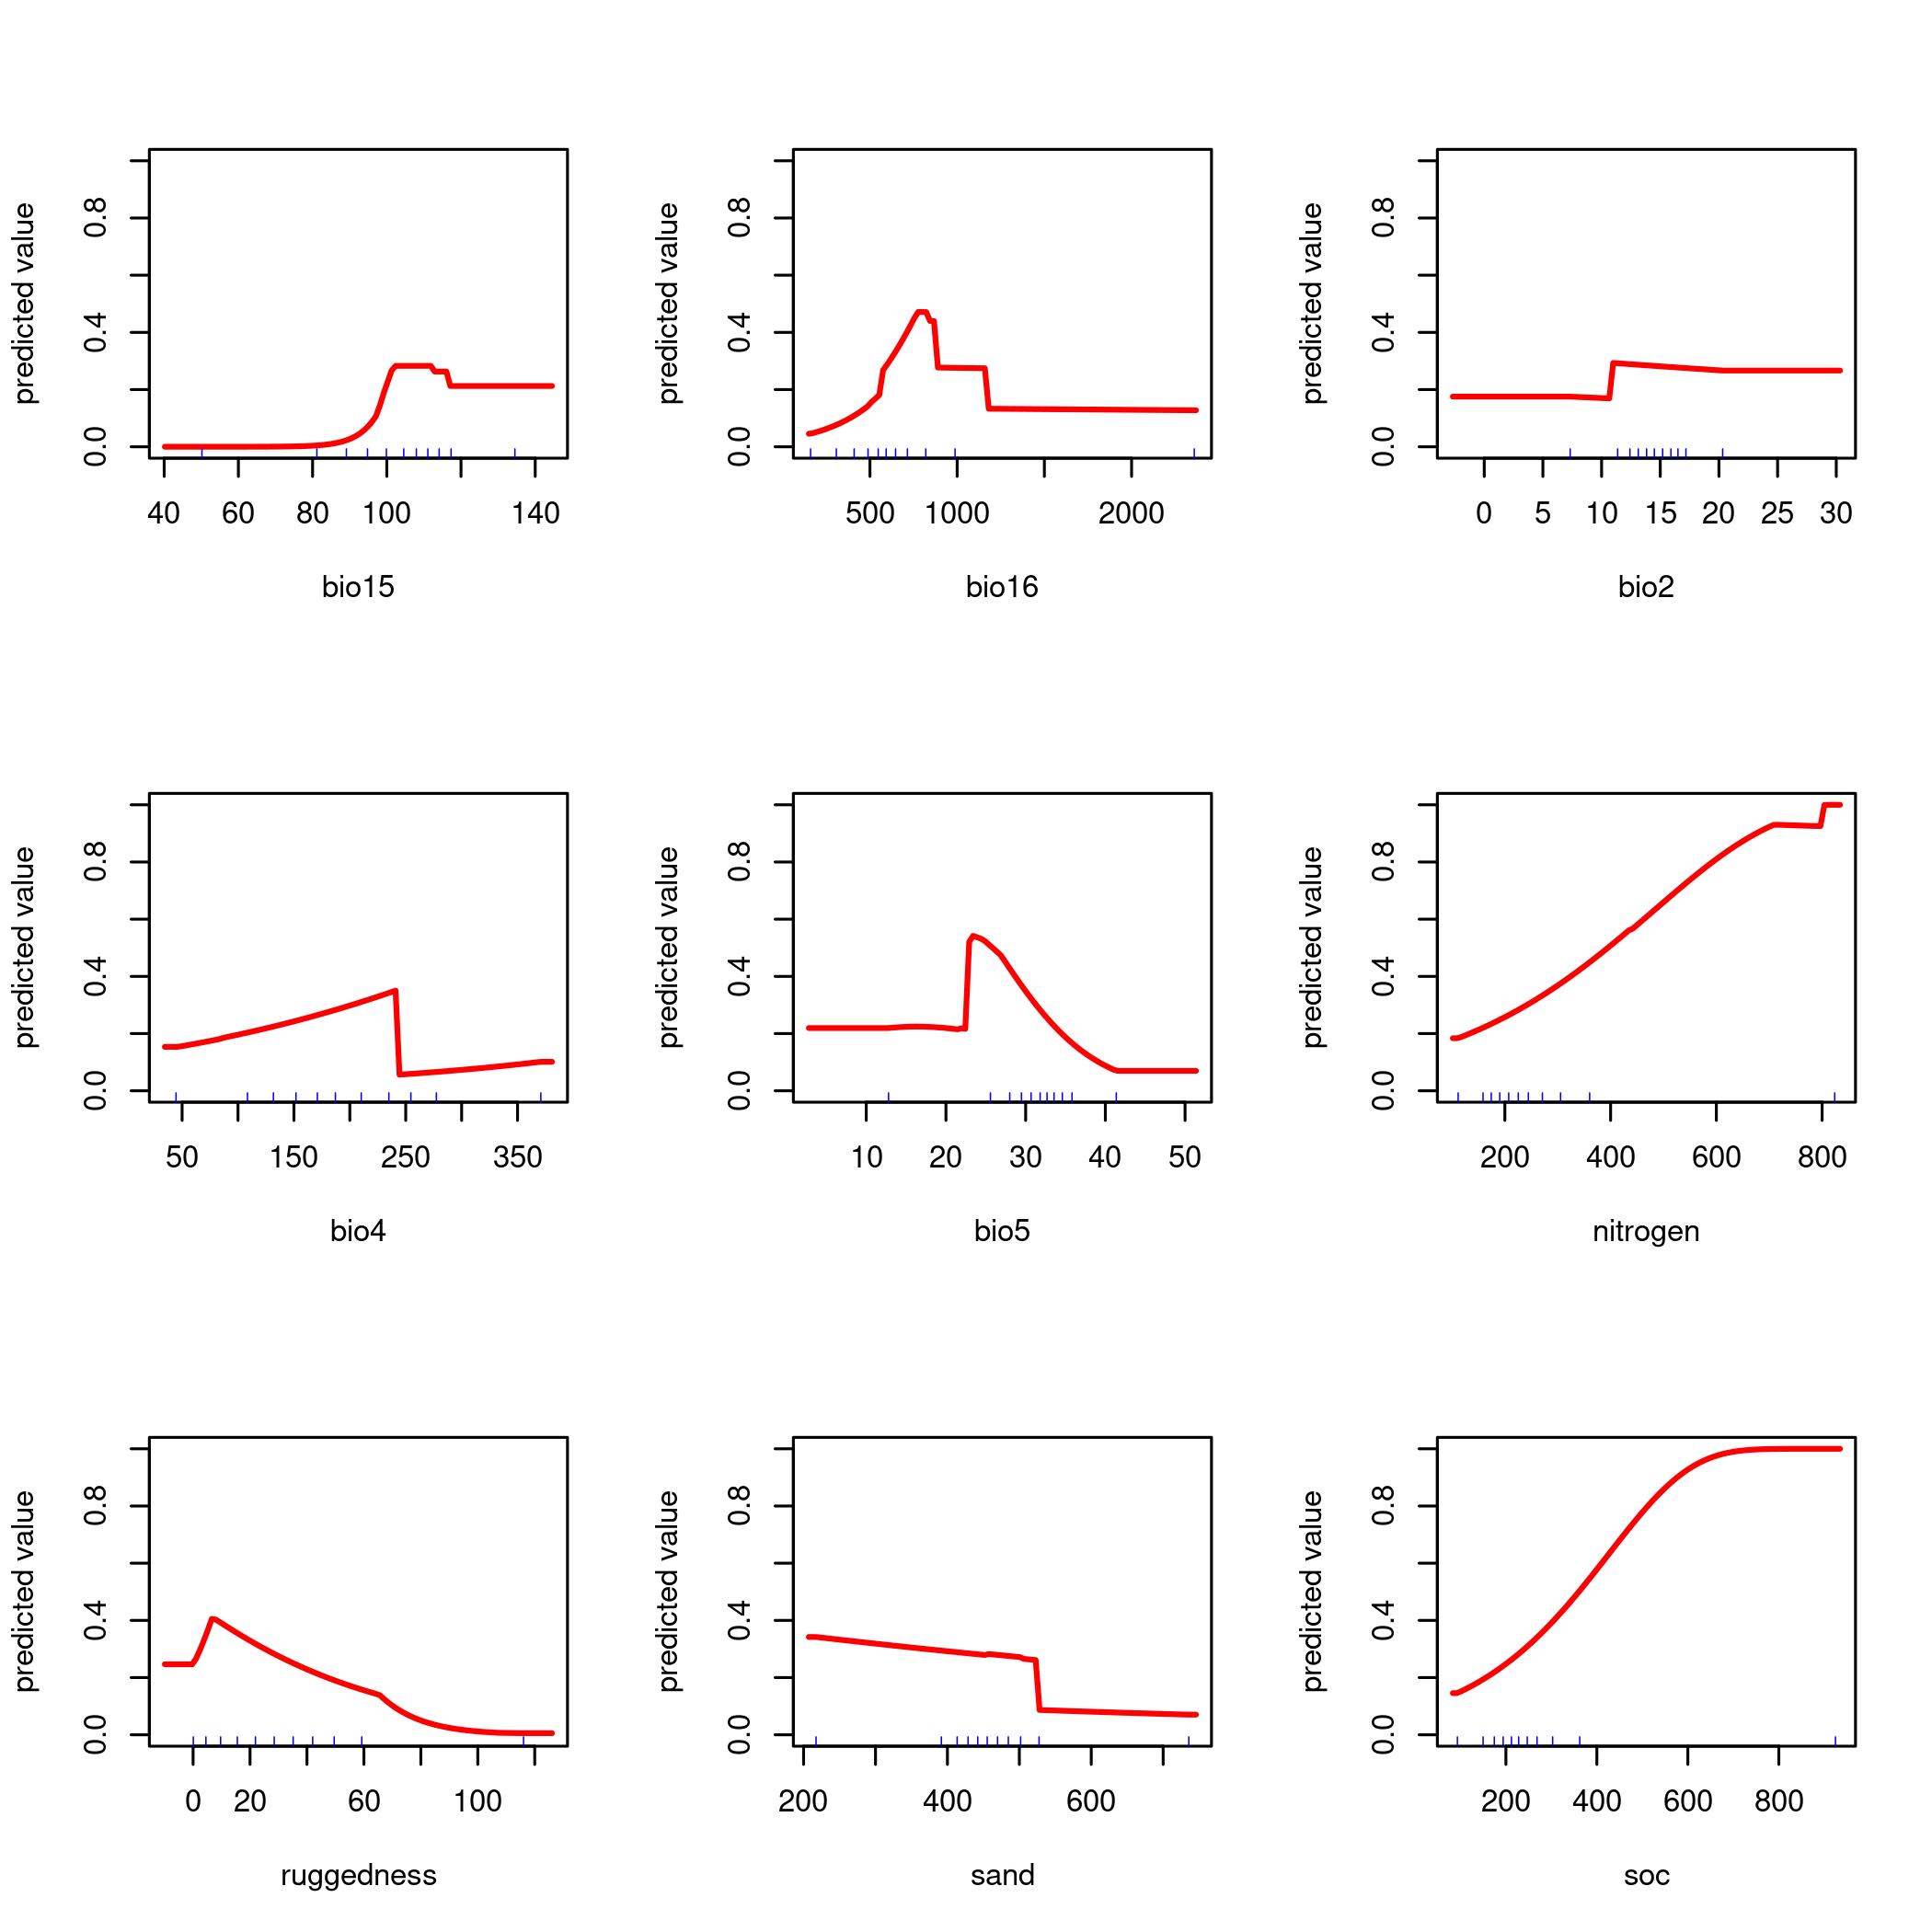 predicted value
0.0 0.4 0.8
40 60 80 100 140
bio15
predicted value
0.0 0.4 0.8
500 1000 2000
bio16
predicted value
0.0 0.4 0.8
0 5 10 15 20 25 30
bio2
predicted value
0.0 0.4 0.8
50 150 250 350
bio4
predicted value
0.0 0.4 0.8
10 20 30 40 50
bio5
predicted value
0.0 0.4 0.8
200 400 600 800
nitrogen
predicted value
0.0 0.4 0.8
0 20 60 100
ruggedness
predicted value
0.0 0.4 0.8
200 400 600
sand
predicted value
0.0 0.4 0.8
200 400 600 800
soc